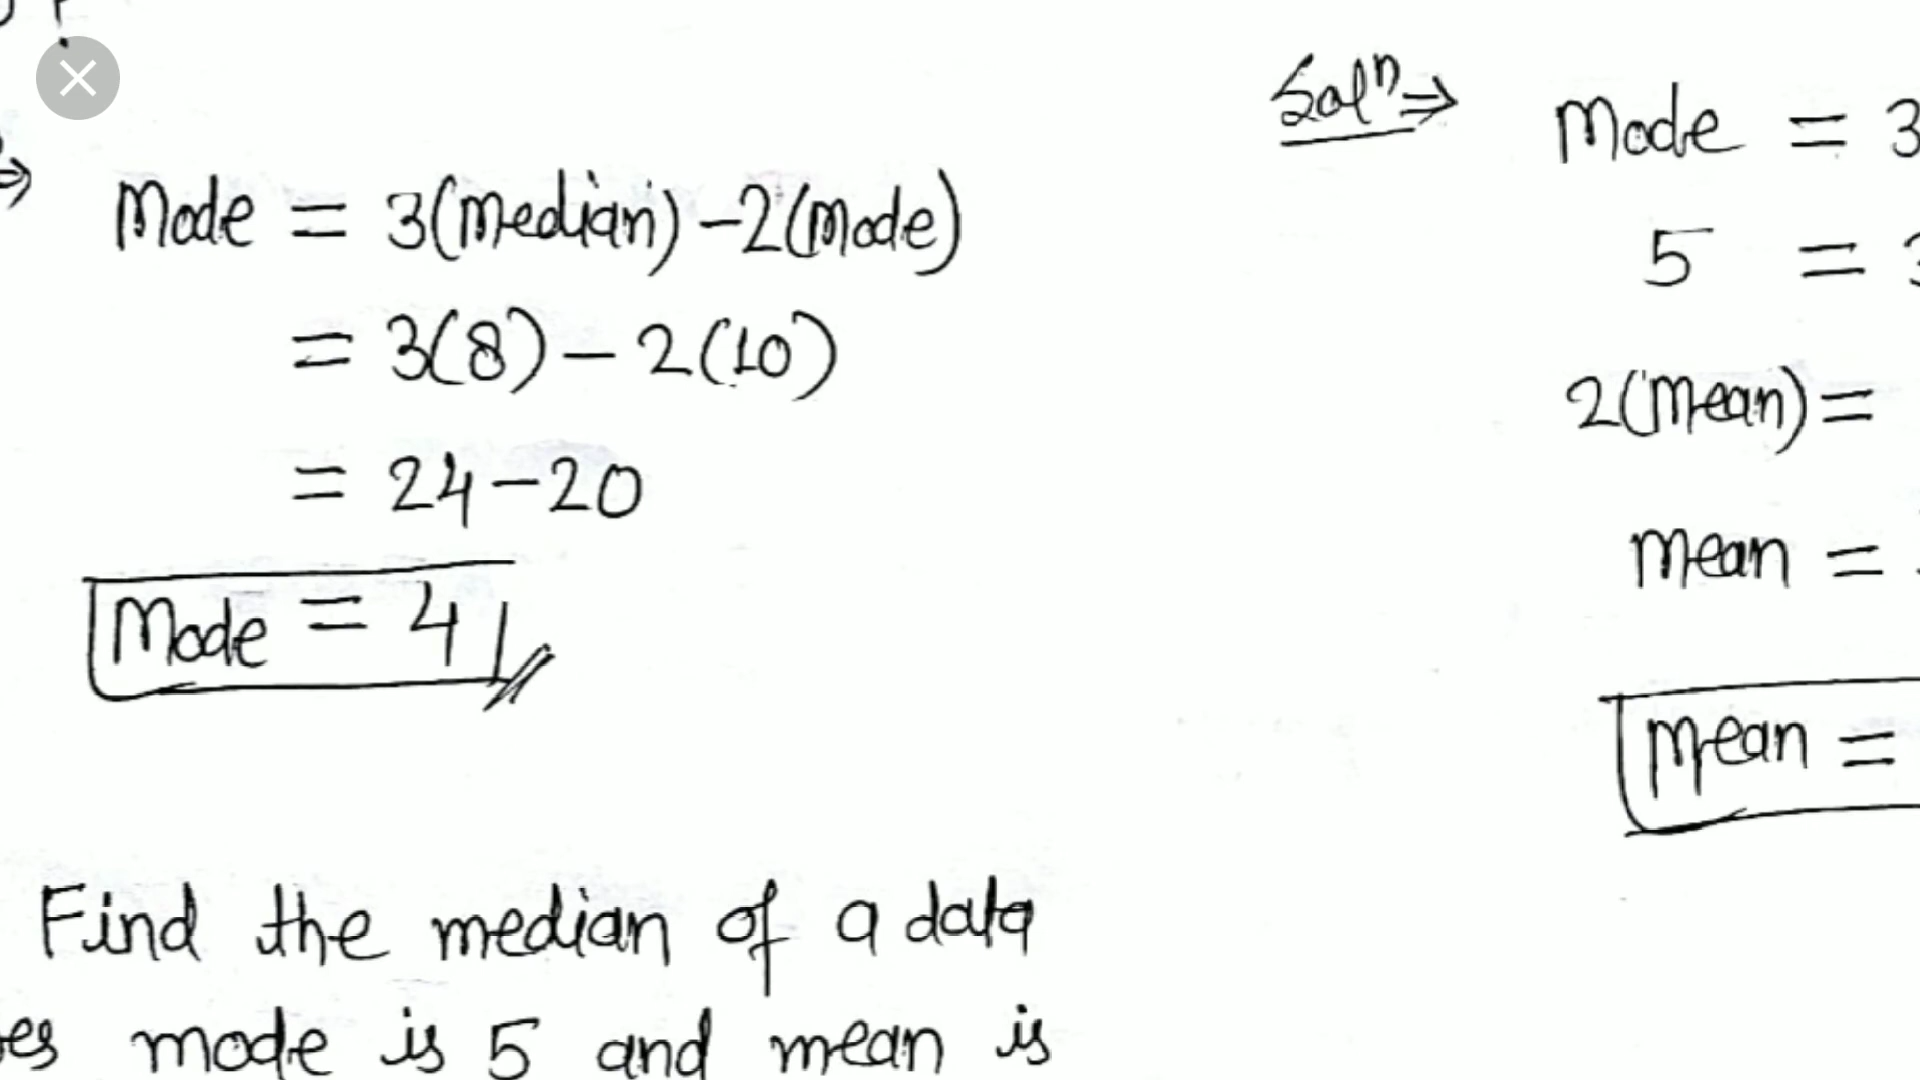 Mode = 3(Median) - 2(Mode)
= 3(8) - 2(10)
= 24 - 20
Mode = 4
Find the median of a data
mode is 5 and mean is
Solⁿ ⇒ Mode = 3
5 =
2(Mean) =
Mean =
Mean =